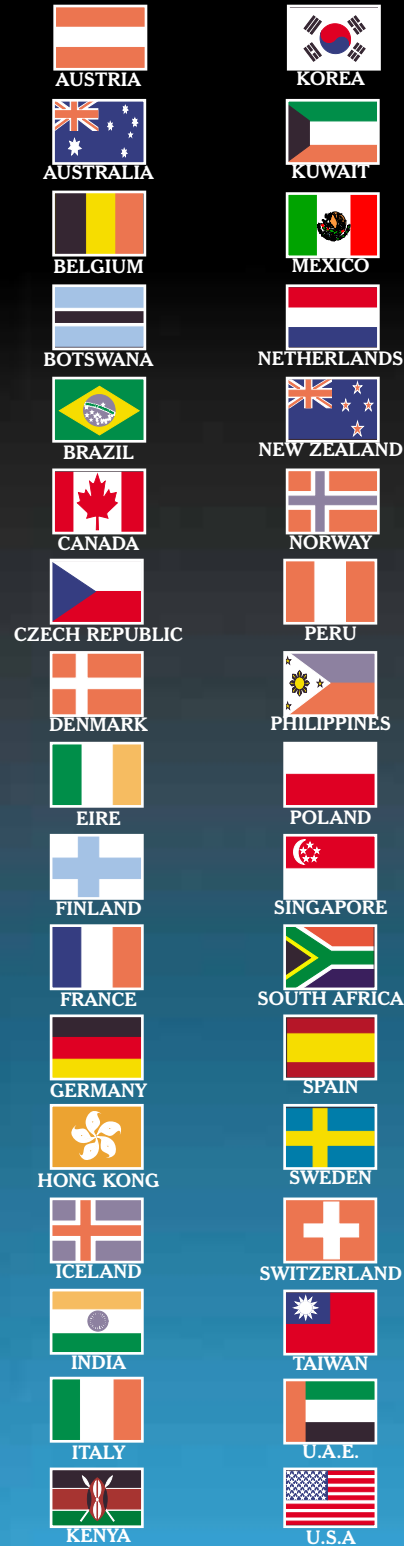 AUSTRIA
AUSTRALIA
BELGIUM
BOTSWANA
BRAZIL
CANADA
CZECH REPUBLIC
DENMARK
EIRE
FINLAND
FRANCE
GERMANY
HONG KONG
ICELAND
INDIA
ITALY
KENYA
KOREA
KUWAIT
MEXICO
NETHERLANDS
NEW ZEALAND
NORWAY
PERU
PHILIPPINES
POLAND
SINGAPORE
SOUTH AFRICA
SPAIN
SWEDEN
SWITZERLAND
TAIWAN
U.A.E.
U.S.A